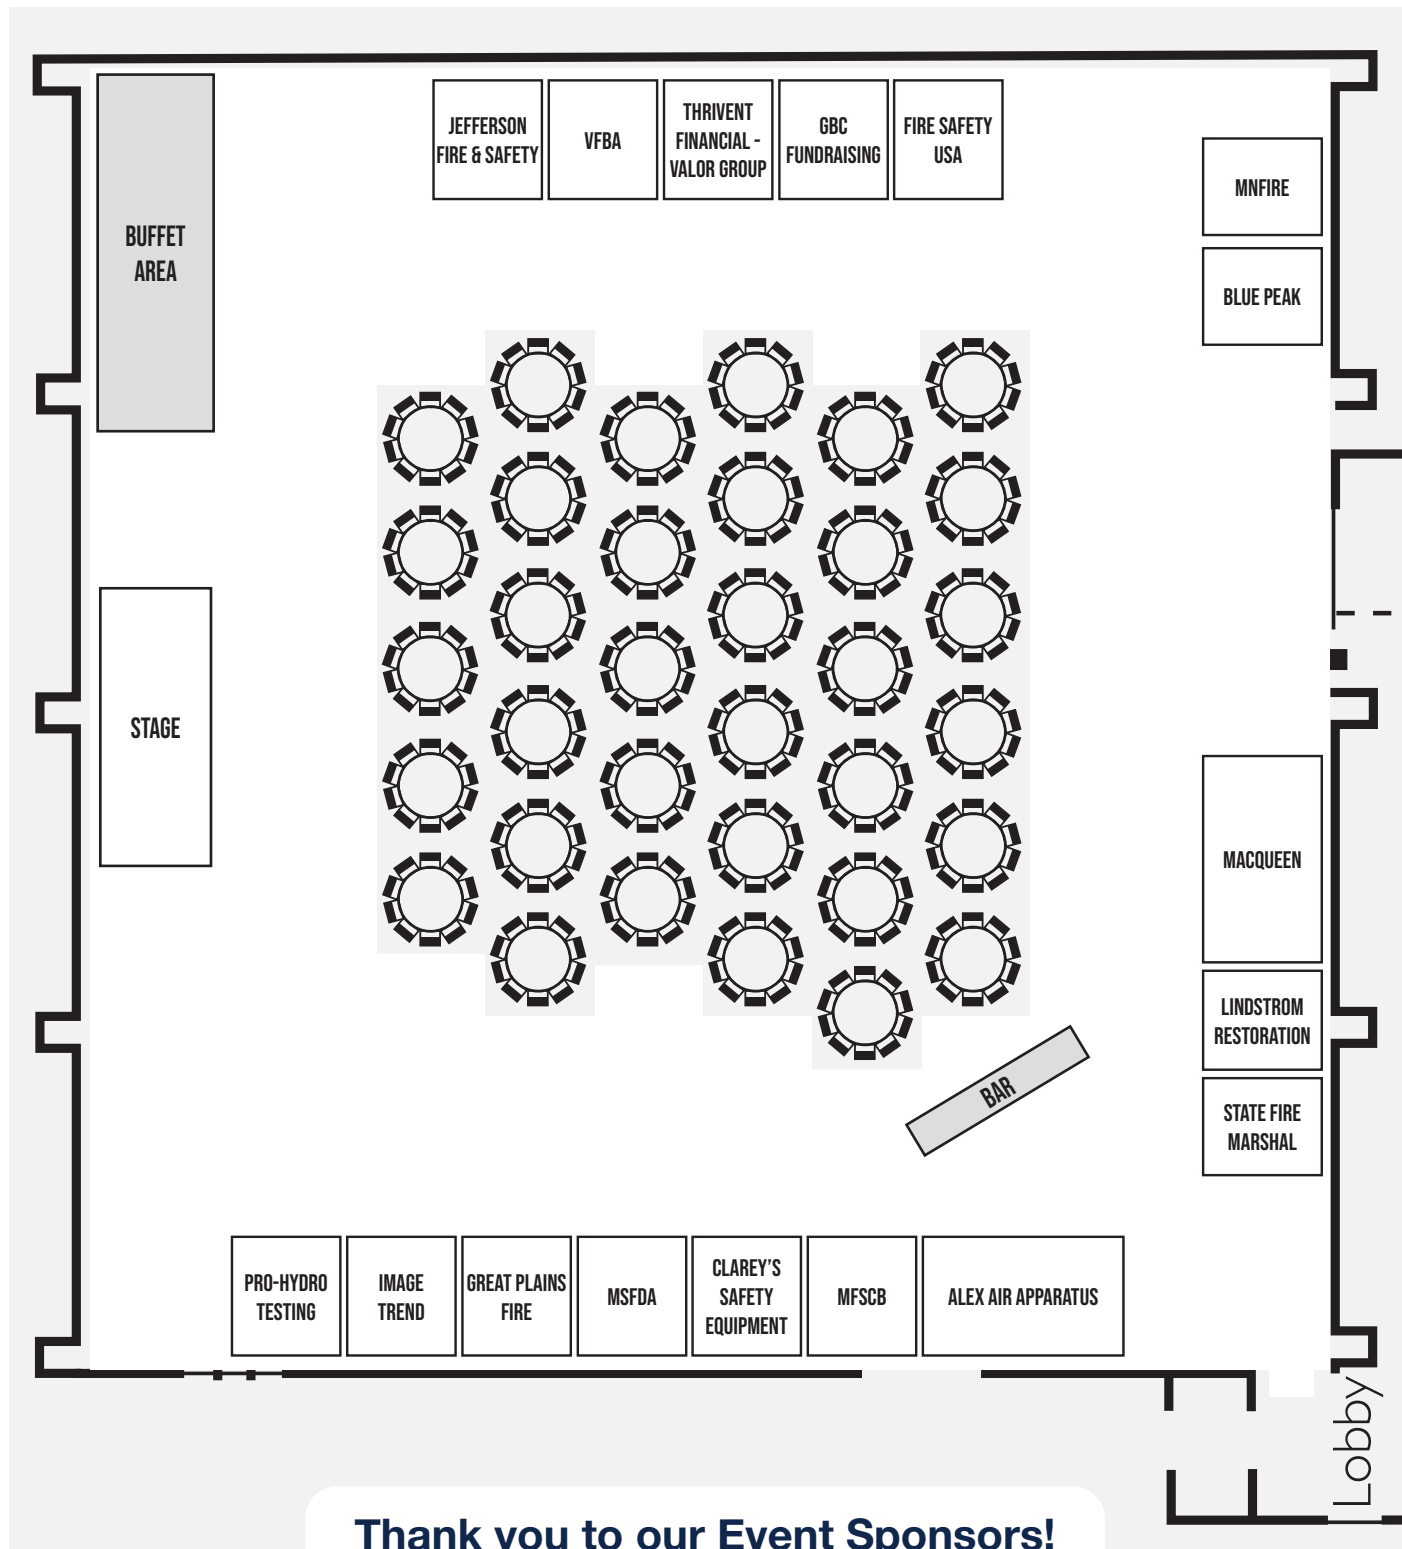 JEFFERSON
FIRE & SAFETY
VFBA
THRIVENT
FINANCIAL -
VALOR GROUP
GBC
FUNDRAISING
FIRE SAFETY
USA
MNFIRE
BUFFET
AREA
BLUE PEAK
STAGE
MACQUEEN
LINDSTROM
RESTORATION
BAR
STATE FIRE
MARSHAL
PRO-HYDRO
TESTING
IMAGE
TREND
GREAT PLAINS
FIRE
MSFDA
CLAREY'S
SAFETY
EQUIPMENT
MFSCB
ALEX AIR APPARATUS
Lobby
Thank you to our Event Sponsors!